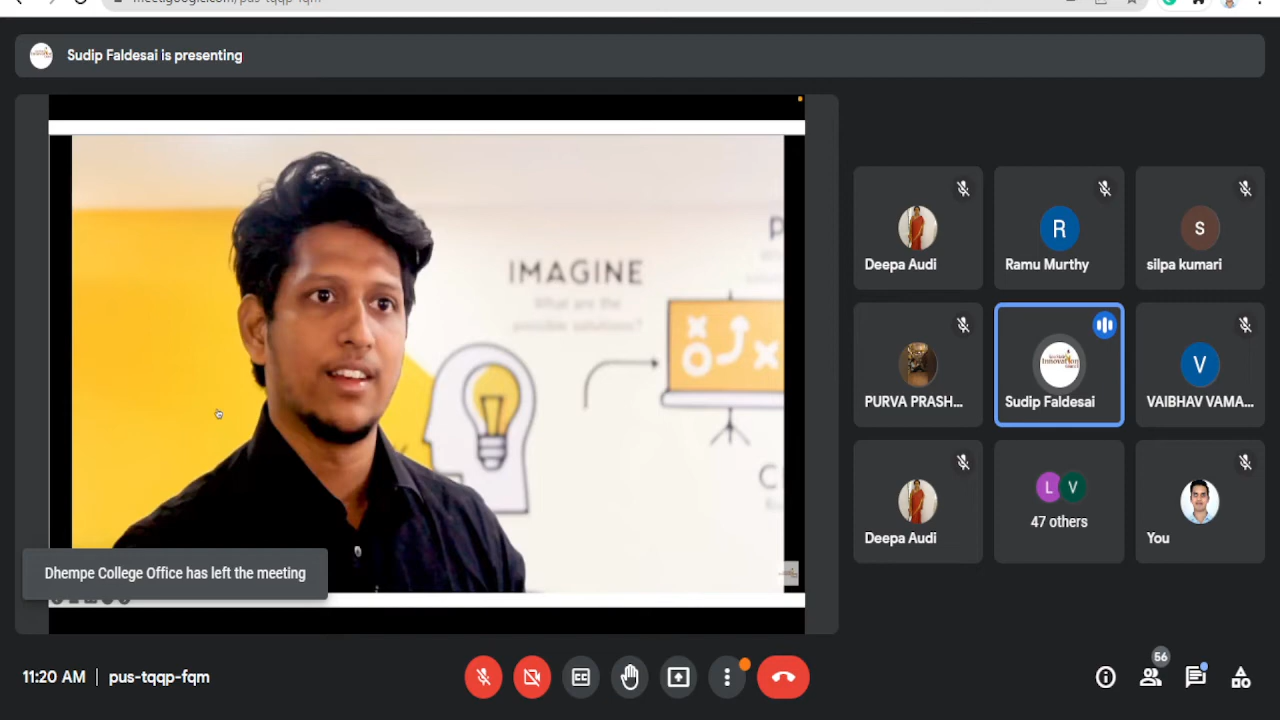 Sudip Faldesai is presenting
IMAGINE
What are the
possible solutions?
Dhempe College Office has left the meeting
Deepa Audi
R
Ramu Murthy
s
silpa kumari
PURVA PRASH...
Innovation
Sudip Faldesai
V
VAIBHAV VAMA...
Deepa Audi
L
V
47 others
You
11:20 AM | pus-tqqp-fqm
56